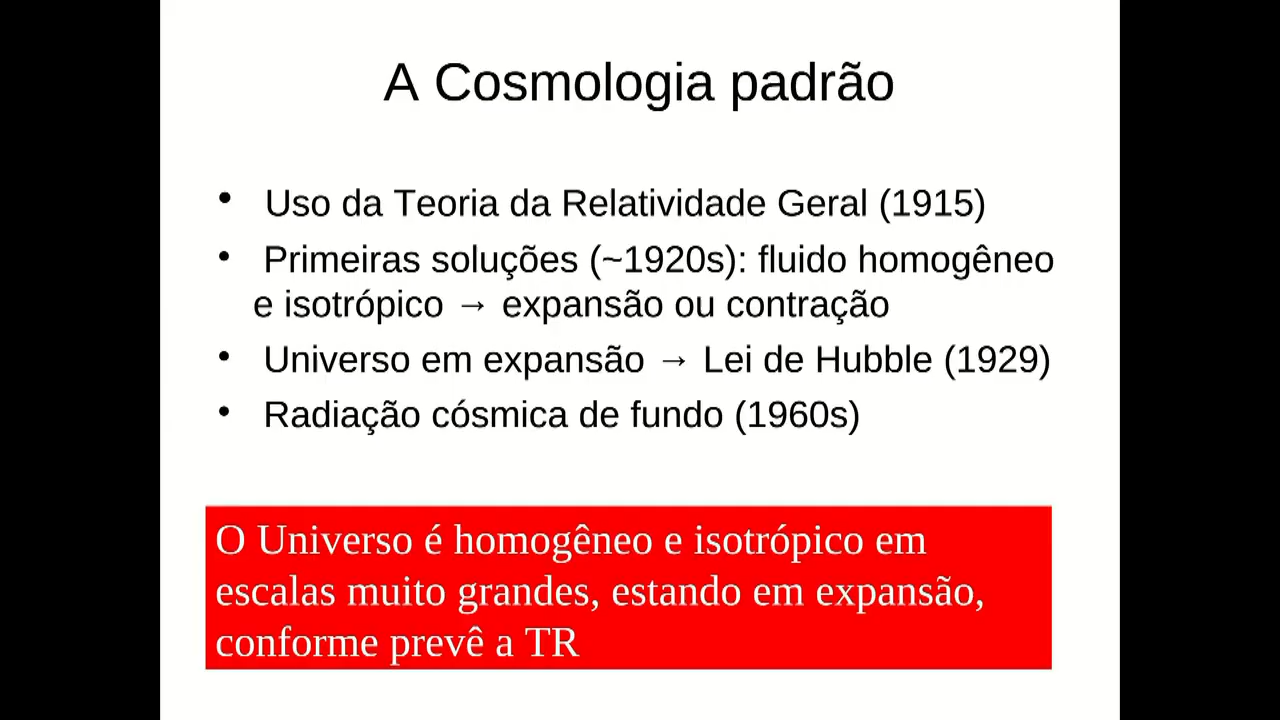 A Cosmologia padrão
• Uso da Teoria da Relatividade Geral (1915)
• Primeiras soluções (~1920s): fluido homogêneo
e isotrópico → expansão ou contração
• Universo em expansão → Lei de Hubble (1929)
• Radiação cósmica de fundo (1960s)
O Universo é homogêneo e isotrópico em
escalas muito grandes, estando em expansão,
conforme prevê a TR